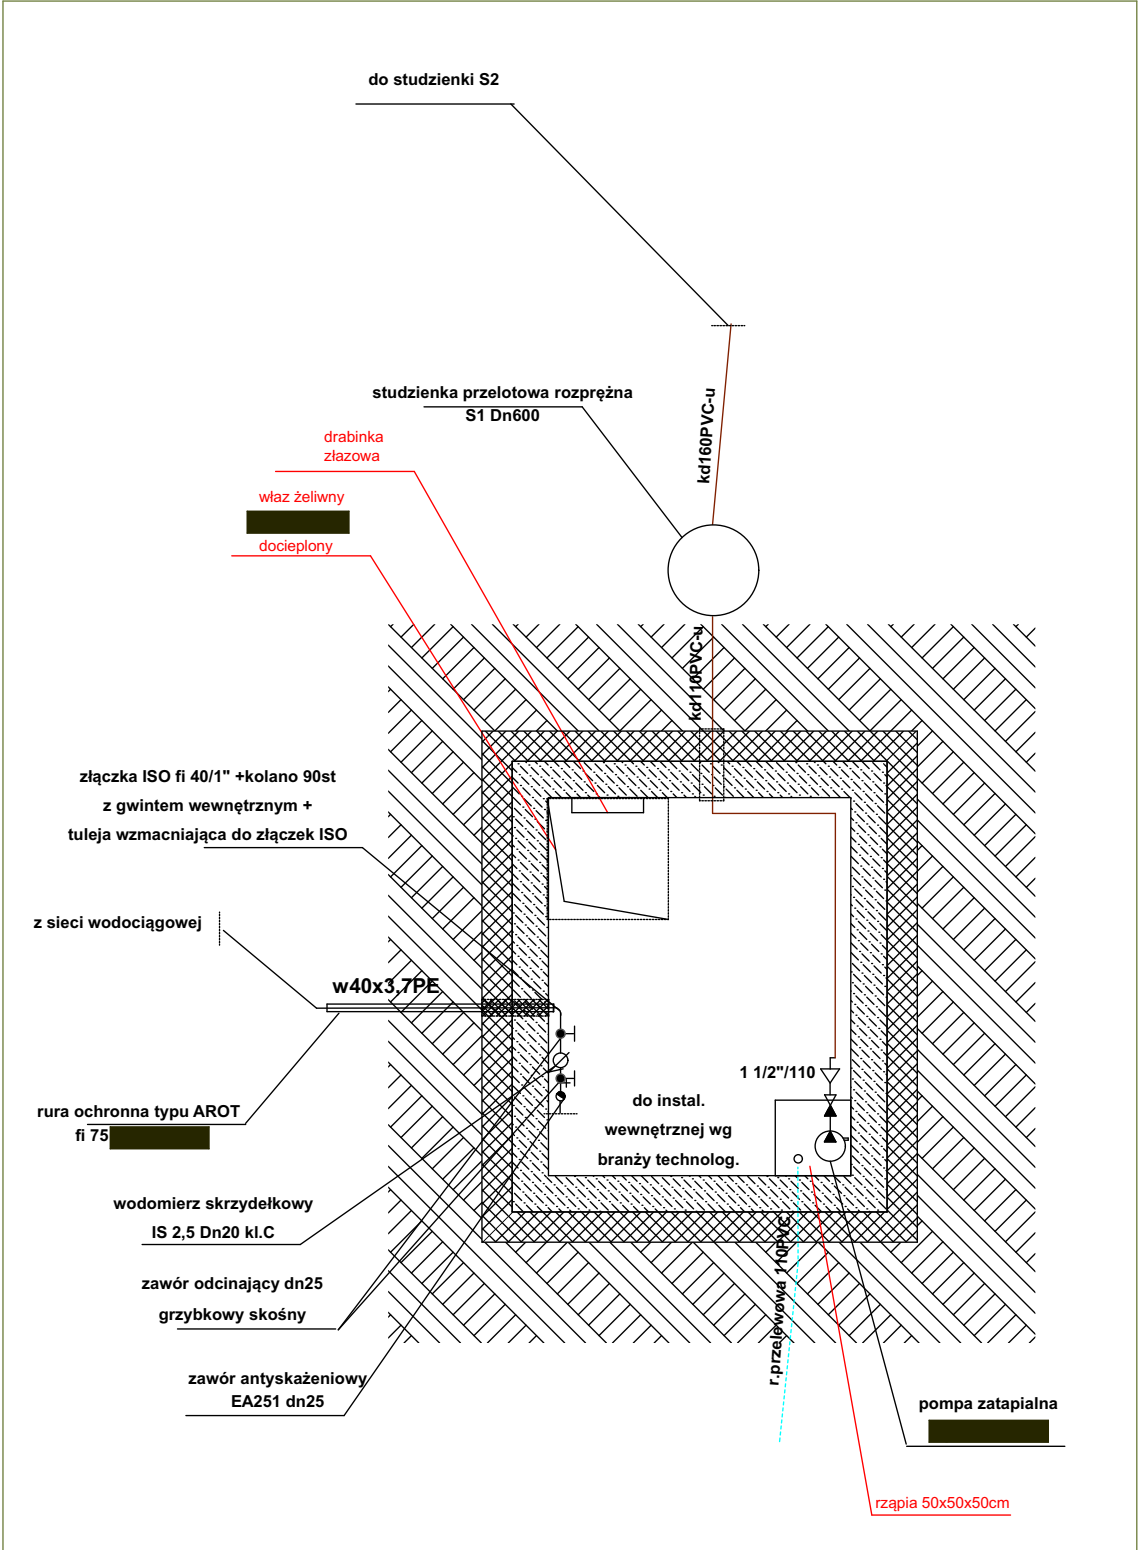 do studzienki S2
studzienka przelotowa rozprężna
S1 Dn600
kd160PVC-u
drabinka
złazowa
właz żeliwny
docieplony
kd110PVC-u
złączka ISO fi 40/1" +kolano 90st
z gwintem wewnętrznym +
tuleja wzmacniająca do złączek ISO
z sieci wodociągowej
w40x3,7PE
rura ochronna typu AROT
fi 75
1 1/2"/110
do instal.
wewnętrznej wg
branży technolog.
wodomierz skrzydełkowy
IS 2,5 Dn20 kl.C
zawór odcinający dn25
grzybkowy skośny
r.przelewowa 110PVC
zawór antyskażeniowy
EA251 dn25
pompa zatapialna
rząpia 50x50x50cm